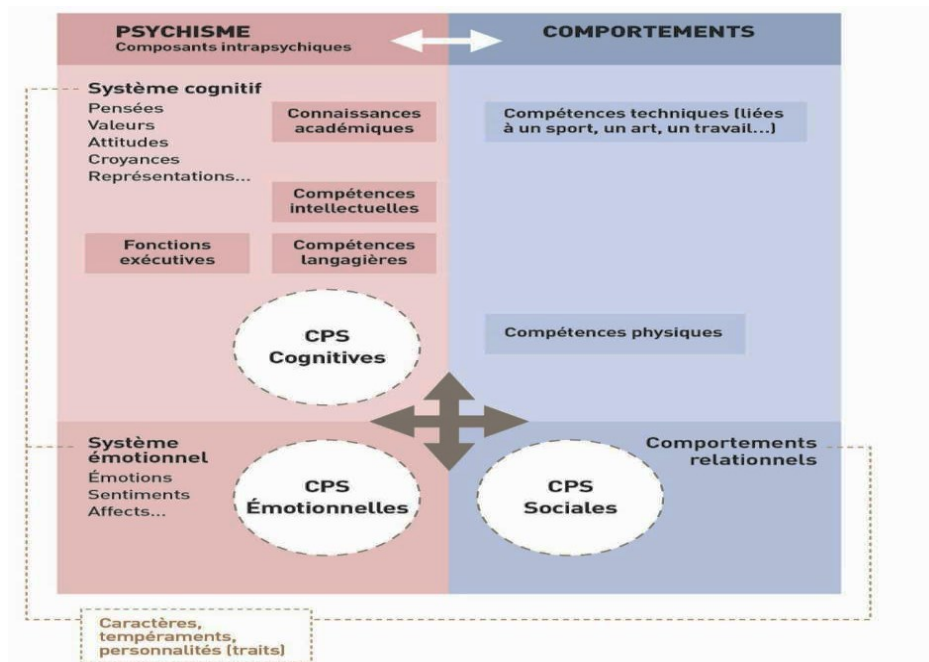 PSYCHISME
Composants intrapsychiques
COMPORTEMENTS
Système cognitif
Pensées
Valeurs
Attitudes
Croyances
Représentations...
Connaissances
académiques
Compétences
intellectuelles
Fonctions
exécutives
Compétences
langagières
CPS
Cognitives
Compétences techniques (liées
à un sport, un art, un travail...)
Compétences physiques
Système
émotionnel
Émotions
Sentiments
Affects...
CPS
Émotionnelles
CPS
Sociales
Comportements
relationnels
Caractères,
tempéraments,
personnalités (traits)